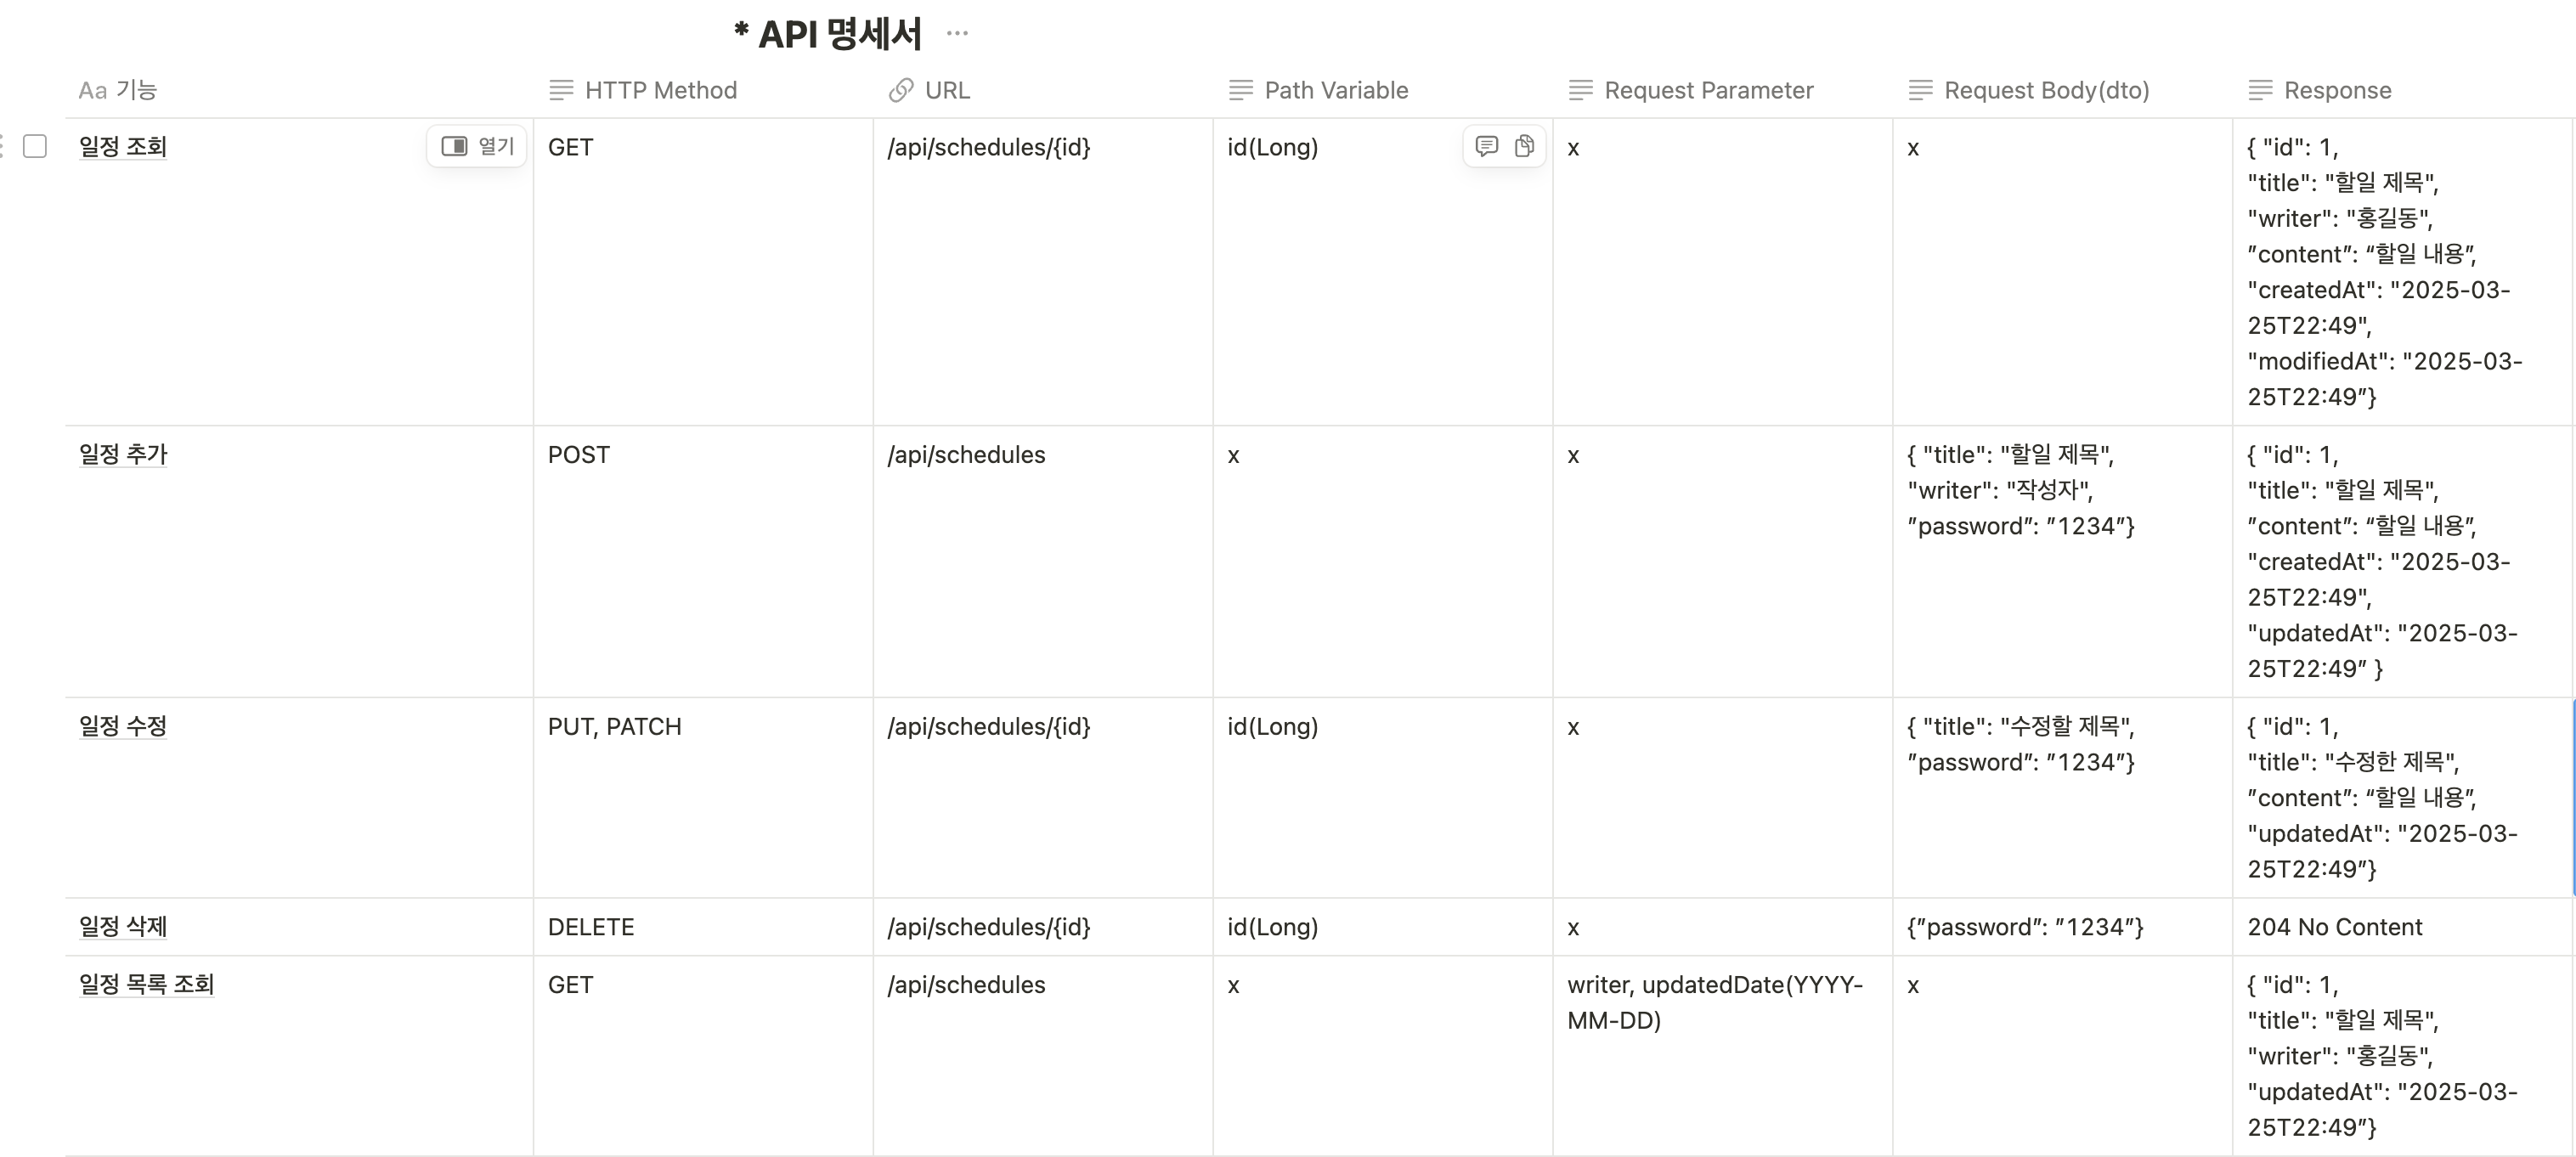 * API 명세서 ···
Aa 기능
HTTP Method
URL
Path Variable
Request Parameter
Request Body(dto)
Response
일정 조회
열기
GET
/api/schedules/{id}
id(Long)
x
x
{ "id": 1,
"title": "할일 제목",
"writer": "홍길동",
”content”: “할일 내용”,
"createdAt": "2025-03-
25T22:49",
"modifiedAt": "2025-03-
25T22:49”}
일정 추가
POST
/api/schedules
x
x
{ "title": "할일 제목",
"writer": "작성자",
”password”: ”1234”}
{ "id": 1,
"title": "할일 제목",
”content”: “할일 내용”,
"createdAt": "2025-03-
25T22:49",
"updatedAt": "2025-03-
25T22:49” }
일정 수정
PUT, PATCH
/api/schedules/{id}
id(Long)
x
{ "title": "수정할 제목",
”password”: ”1234”}
{ "id": 1,
"title": "수정한 제목",
”content”: “할일 내용”,
"updatedAt": "2025-03-
25T22:49”}
일정 삭제
DELETE
/api/schedules/{id}
id(Long)
x
{”password”: ”1234”}
204 No Content
일정 목록 조회
GET
/api/schedules
x
writer, updatedDate(YYYY-
MM-DD)
x
{ "id": 1,
"title": "할일 제목",
"writer": "홍길동",
"updatedAt": "2025-03-
25T22:49”}